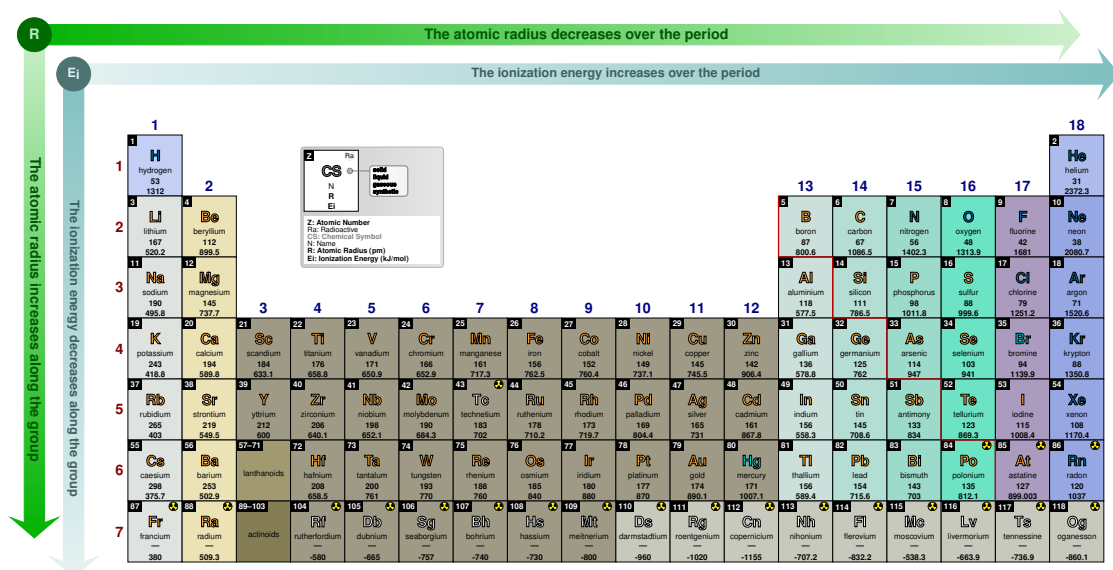 R
The atomic radius decreases over the period
Ei
The ionization energy increases over the period
The atomic radius increases along the group
The ionization energy decreases along the group
1
18
1
H
hydrogen
53
1312
Z
Ra
CS
N
R
Ei
solid
liquid
gaseous
synthetic
Z: Atomic Number
Ra: Radioactive
CS: Chemical Symbol
N: Name
R: Atomic Radius (pm)
Ei: Ionization Energy (kJ/mol)
2
He
helium
31
2372.3
1
2
13
14
15
16
17
2
3
Li
lithium
167
520.2
4
Be
beryllium
112
899.5
5
B
boron
87
800.6
6
C
carbon
67
1086.5
7
N
nitrogen
56
1402.3
8
O
oxygen
48
1313.9
9
F
fluorine
42
1681
10
Ne
neon
38
2080.7
3
11
Na
sodium
190
495.8
12
Mg
magnesium
145
737.7
13
Al
aluminium
118
577.5
14
Si
silicon
111
786.5
15
P
phosphorus
98
1011.8
16
S
sulfur
88
999.6
17
Cl
chlorine
79
1251.2
18
Ar
argon
71
1520.6
3
4
5
6
7
8
9
10
11
12
4
19
K
potassium
243
418.8
20
Ca
calcium
194
589.8
21
Sc
scandium
184
633.1
22
Ti
titanium
176
658.8
23
V
vanadium
171
650.9
24
Cr
chromium
166
652.9
25
Mn
manganese
161
717.3
26
Fe
iron
156
762.5
27
Co
cobalt
152
760.4
28
Ni
nickel
149
737.1
29
Cu
copper
145
745.5
30
Zn
zinc
142
906.4
31
Ga
gallium
136
578.8
32
Ge
germanium
125
762
33
As
arsenic
114
947
34
Se
selenium
103
941
35
Br
bromine
94
1139.9
36
Kr
krypton
88
1350.8
5
37
Rb
rubidium
265
403
38
Sr
strontium
219
549.5
39
Y
yttrium
212
600
40
Zr
zirconium
206
640.1
41
Nb
niobium
198
652.1
42
Mo
molybdenum
190
684.3
43
Tc
technetium
183
702
44
Ru
ruthenium
178
710.2
45
Rh
rhodium
173
719.7
46
Pd
palladium
169
804.4
47
Ag
silver
165
731
48
Cd
cadmium
161
867.8
49
In
indium
156
558.3
50
Sn
tin
145
708.6
51
Sb
antimony
133
834
52
Te
tellurium
123
869.3
53
I
iodine
115
1008.4
54
Xe
xenon
108
1170.4
6
55
Cs
caesium
298
375.7
56
Ba
barium
253
502.9
57–71
lanthanoids
72
Hf
hafnium
208
658.5
73
Ta
tantalum
200
761
74
W
tungsten
193
770
75
Re
rhenium
188
760
76
Os
osmium
185
840
77
Ir
iridium
180
880
78
Pt
platinum
177
870
79
Au
gold
174
890.1
80
Hg
mercury
171
1007.1
81
Tl
thallium
156
589.4
82
Pb
lead
154
715.6
83
Bi
bismuth
143
703
84
Po
polonium
135
812.1
85
At
astatine
127
899.003
86
Rn
radon
120
1037
7
87
Fr
francium
—
380
88
Ra
radium
—
509.3
89–103
actinoids
104
Rf
rutherfordium
—
-580
105
Db
dubnium
—
-665
106
Sg
seaborgium
—
-757
107
Bh
bohrium
—
-740
108
Hs
hassium
—
-730
109
Mt
meitnerium
—
-800
110
Ds
darmstadtium
—
-960
111
Rg
roentgenium
—
-1020
112
Cn
copernicium
—
-1155
113
Nh
nihonium
—
-707.2
114
Fl
flerovium
—
-832.2
115
Mc
moscovium
—
-538.3
116
Lv
livermorium
—
-663.9
117
Ts
tennessine
—
-736.9
118
Og
oganesson
—
-860.1